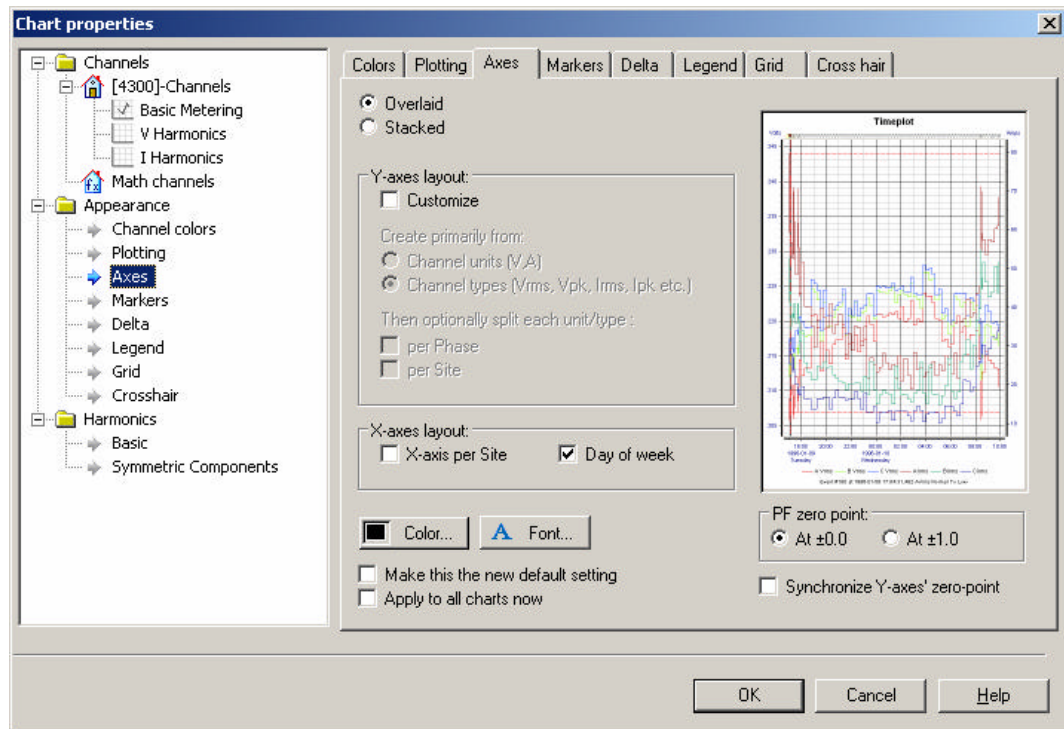 Chart properties
Channels
[4300]-Channels
Basic Metering
V Harmonics
I Harmonics
Math channels
Appearance
Channel colors
Plotting
Axes
Markers
Delta
Legend
Grid
Crosshair
Harmonics
Basic
Symmetric Components
Colors Plotting Axes Markers Delta Legend Grid Cross hair
Overlaid
Stacked
Y-axes layout:
Customize
Create primarily from:
Channel units (V,A)
Channel types (Vrms, Vpk, Irms, Ipk etc.)
Then optionally split each unit/type :
per Phase
per Site
X-axes layout:
X-axis per Site Day of week
Color... A Font...
Make this the new default setting
Apply to all charts now
Timeplot
Tuesday Wednesday
PF zero point:
At ±0.0 At ±1.0
Synchronize Y-axes' zero-point
OK Cancel Help